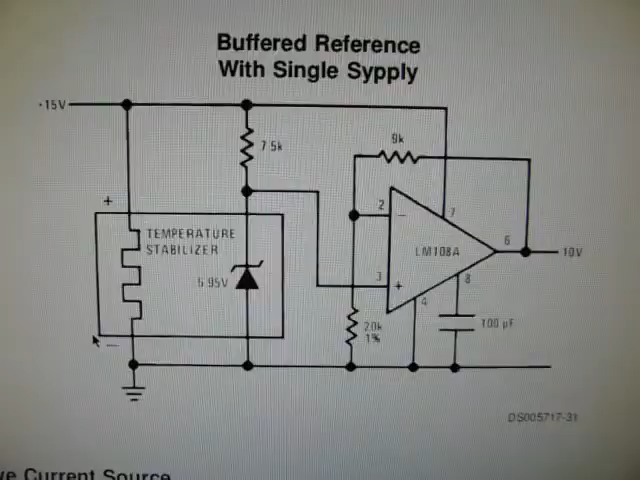 Buffered Reference
With Single Sypply
+15V
7.5k
9k
+
2
−
7
TEMPERATURE
STABILIZER
LM108A
6
10V
6.95V
3
+
8
4
20k
1%
100 pF
—
DS005717-31
ve Current Source